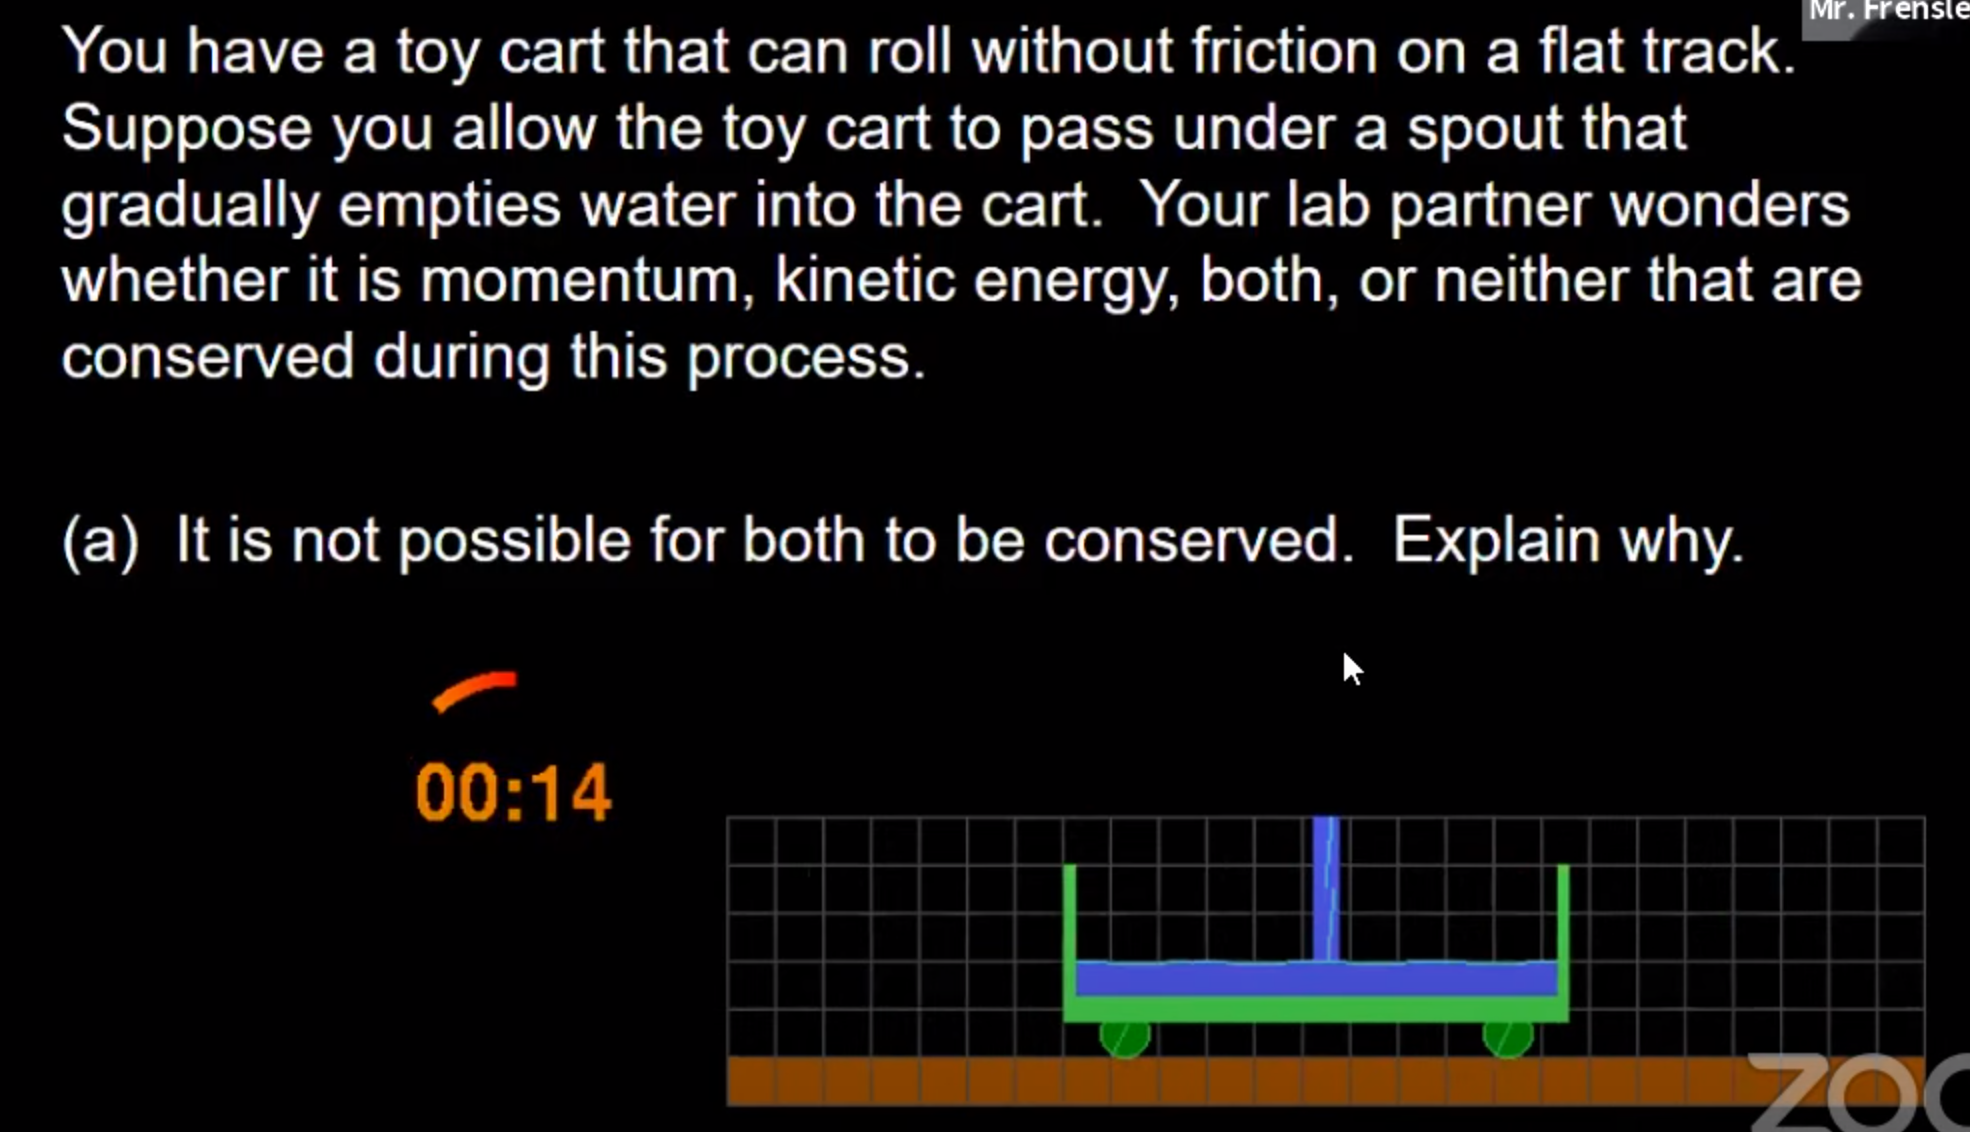 Mr. Frensle
You have a toy cart that can roll without friction on a flat track.
Suppose you allow the toy cart to pass under a spout that
gradually empties water into the cart.  Your lab partner wonders
whether it is momentum, kinetic energy, both, or neither that are
conserved during this process.
(a)  It is not possible for both to be conserved.  Explain why.
00:14
zoo